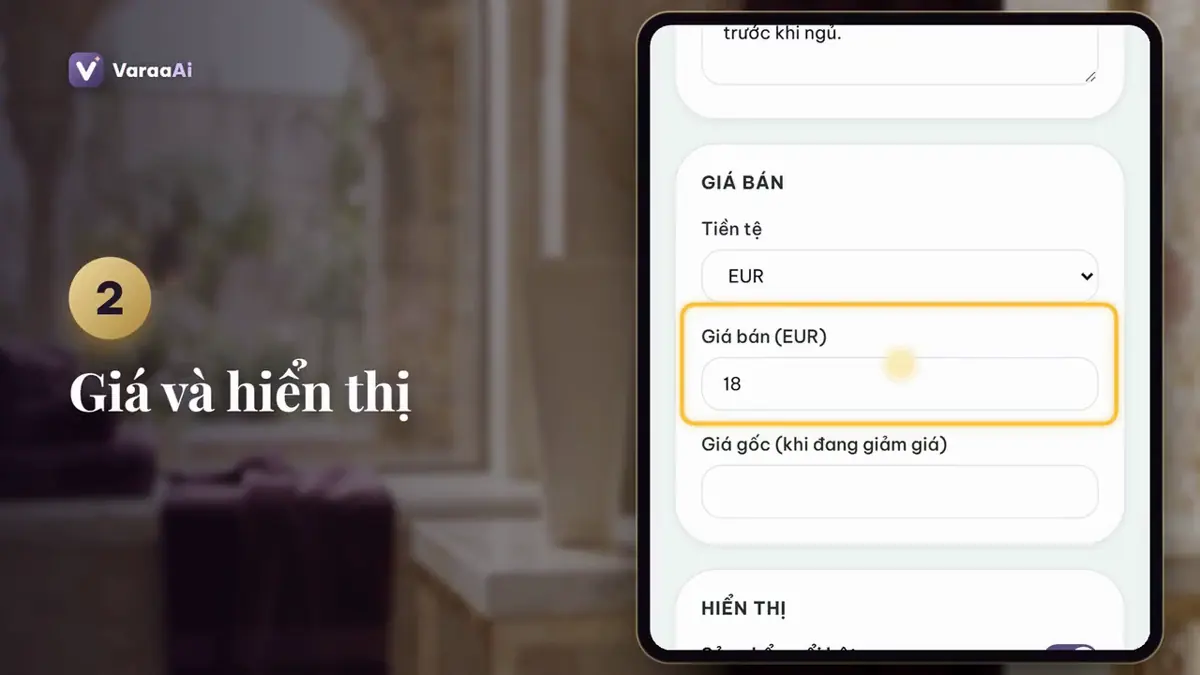 VaraaAi
2
Giá và hiển thị
trước khi ngủ.
GIÁ BÁN
Tiền tệ
EUR
Giá bán (EUR)
18
Giá gốc (khi đang giảm giá)
HIỂN THỊ